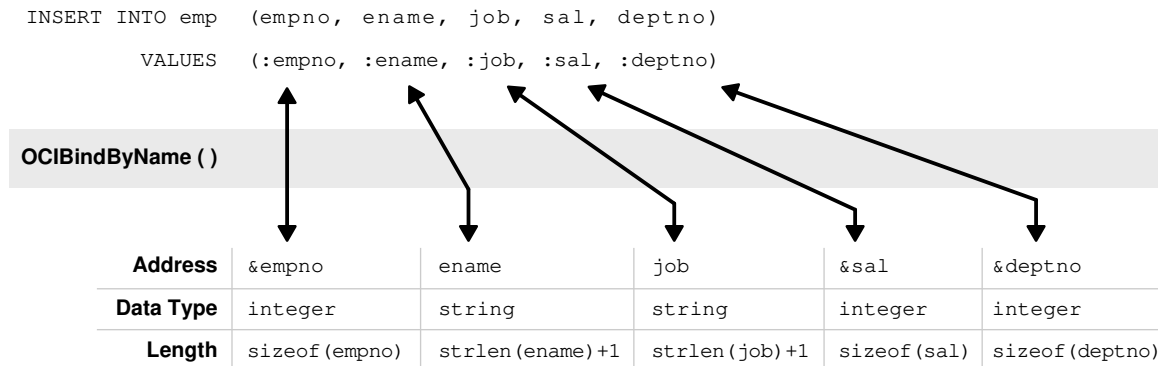 INSERT INTO emp (empno, ename, job, sal, deptno)
VALUES (:empno, :ename, :job, :sal, :deptno)
OCIBindByName ( )
Address &empno ename job &sal &deptno
Data Type integer string string integer integer
Length sizeof(empno) strlen(ename)+1 strlen(job)+1 sizeof(sal) sizeof(deptno)